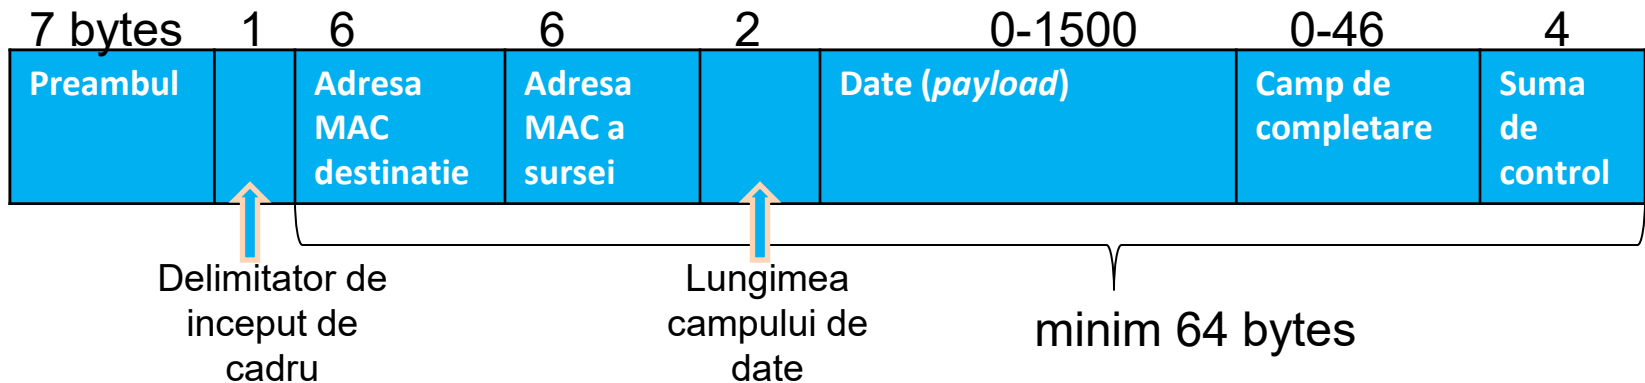 7 bytes 1 6 6 2 0-1500 0-46 4
Preambul
Adresa
MAC
destinatie
Adresa
MAC a
sursei
Date (payload)
Camp de
completare
Suma
de
control
Delimitator de
inceput de
cadru
Lungimea
campului de
date
minim 64 bytes